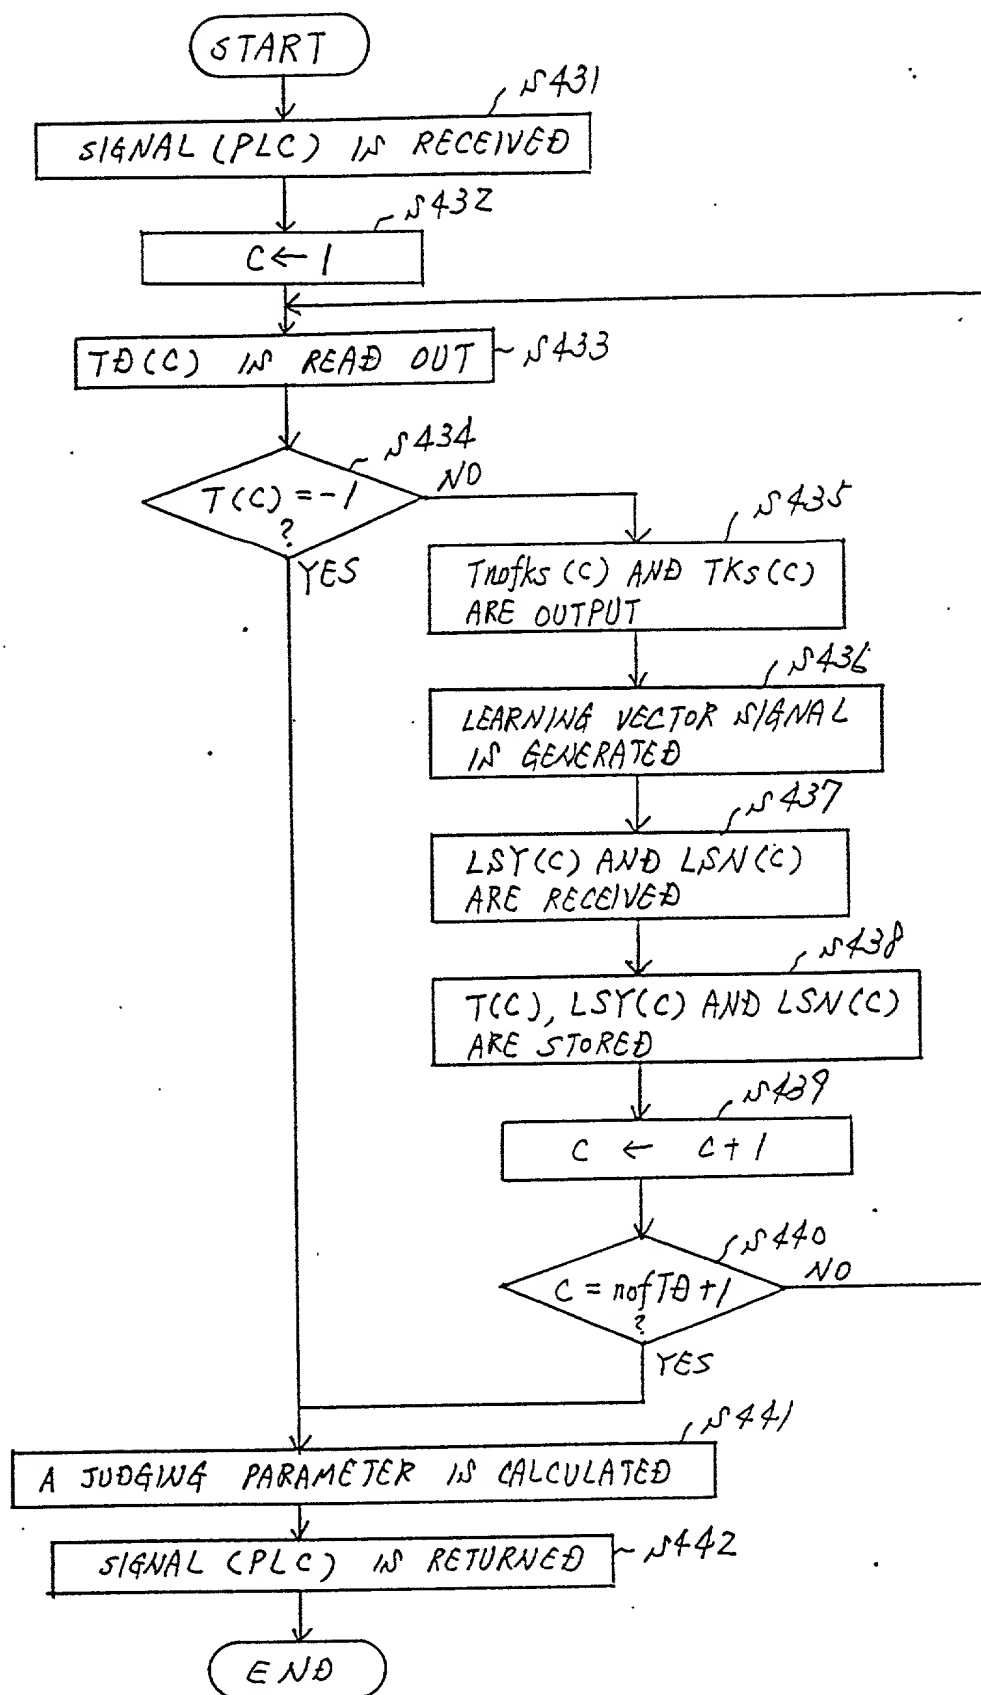 START
S431
SIGNAL (PLC) IS RECEIVED
S432
C ← 1
TD(C) IS READ OUT
S433
S434
T(C) = -1
?
NO
YES
S435
Tnofks (C) AND TKS(C)
ARE OUTPUT
S436
LEARNING VECTOR SIGNAL
IS GENERATED
S437
LSY(C) AND LSN(C)
ARE RECEIVED
S438
T(C), LSY(C) AND LSN(C)
ARE STORED
S439
C ← C+1
S440
C = nofTD+1
?
NO
YES
S441
A JUDGING PARAMETER IS CALCULATED
SIGNAL (PLC) IS RETURNED
S442
END